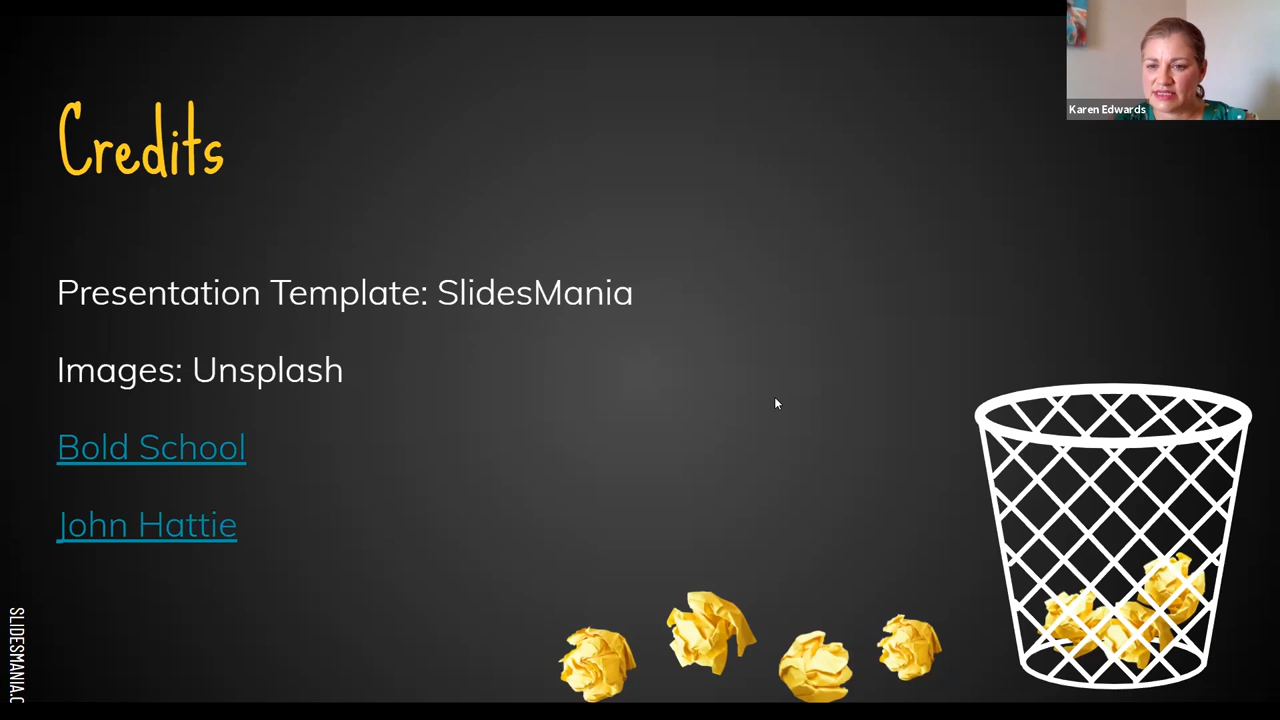 Credits
Karen Edwards
Presentation Template: SlidesMania
Images: Unsplash
Bold School
John Hattie
SLIDESMANIA.C